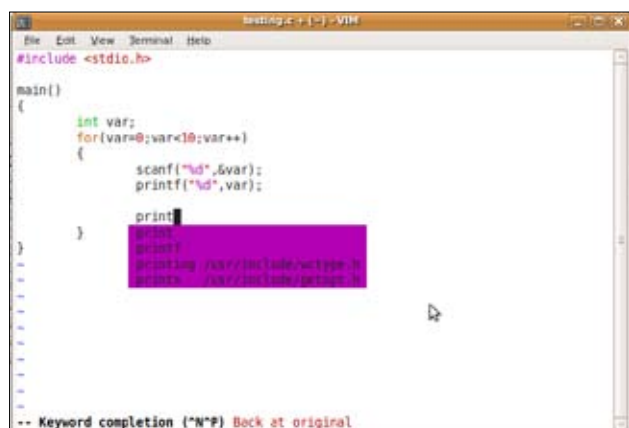 testing.c + (~) - VIM
File Edit View Terminal Help
#include <stdio.h>
main()
{
int var;
for(var=0;var<10;var++)
{
scanf("%d",&var);
printf("%d",var);
print
}
print
printf
printing /usr/include/wctype.h
prints /usr/include/getopt.h
}
~
~
~
~
~
~
~
~
~
~
-- Keyword completion (^N^P) Back at original